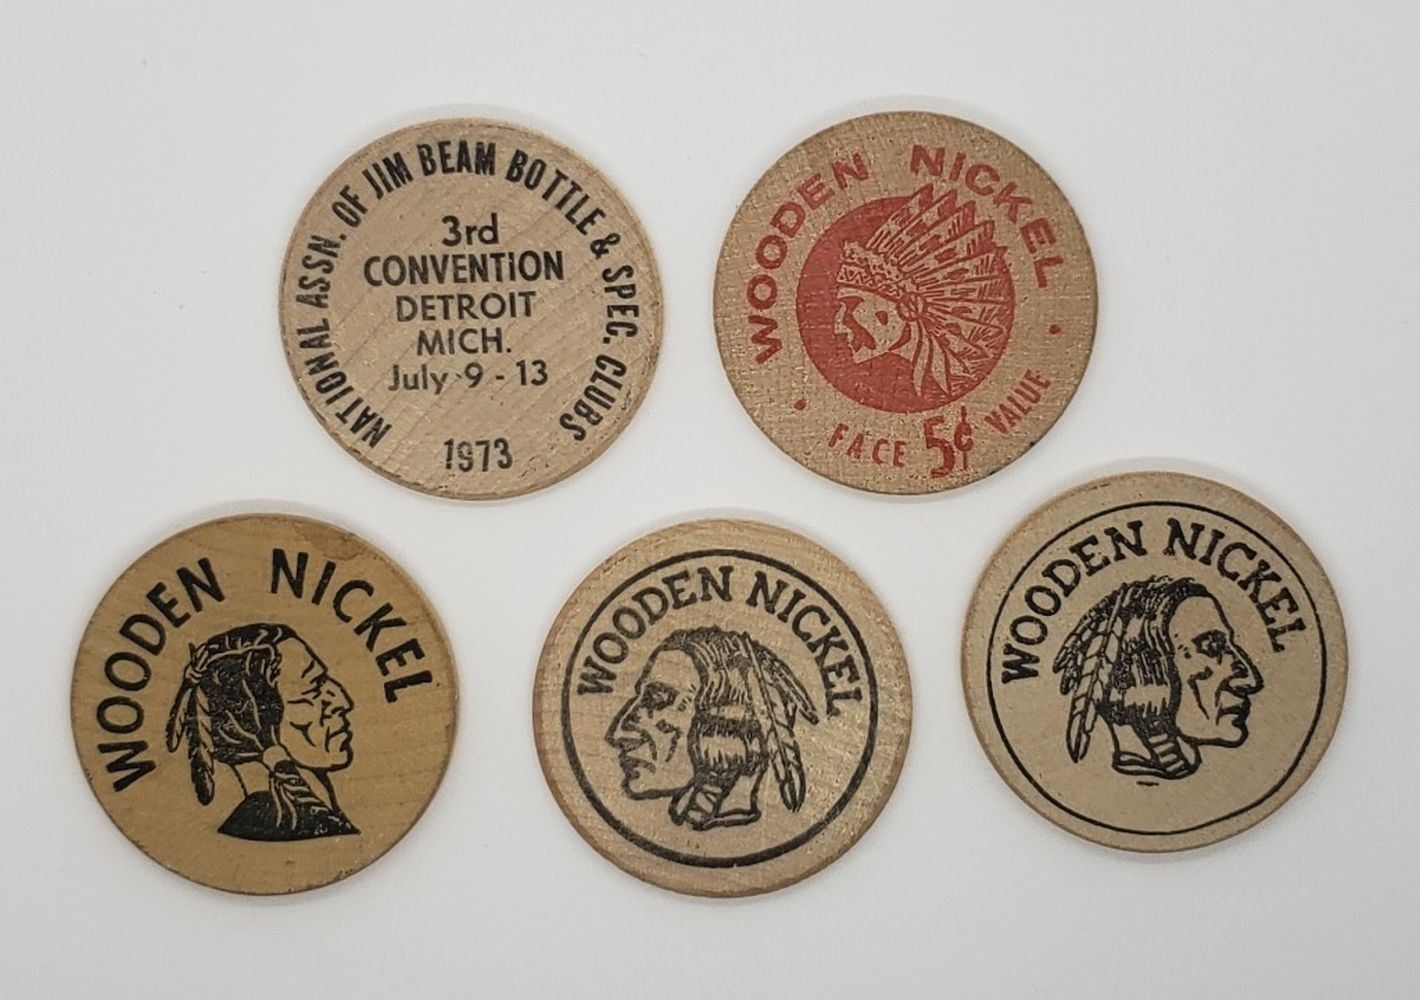 NATIONAL ASSN. OF JIM BEAM BOTTLE & SPEC. CLUBS
3rd
CONVENTION
DETROIT
MICH.
July 9 - 13
1973
WOODEN NICKEL
FACE 5¢ VALUE
WOODEN NICKEL
WOODEN NICKEL
WOODEN NICKEL